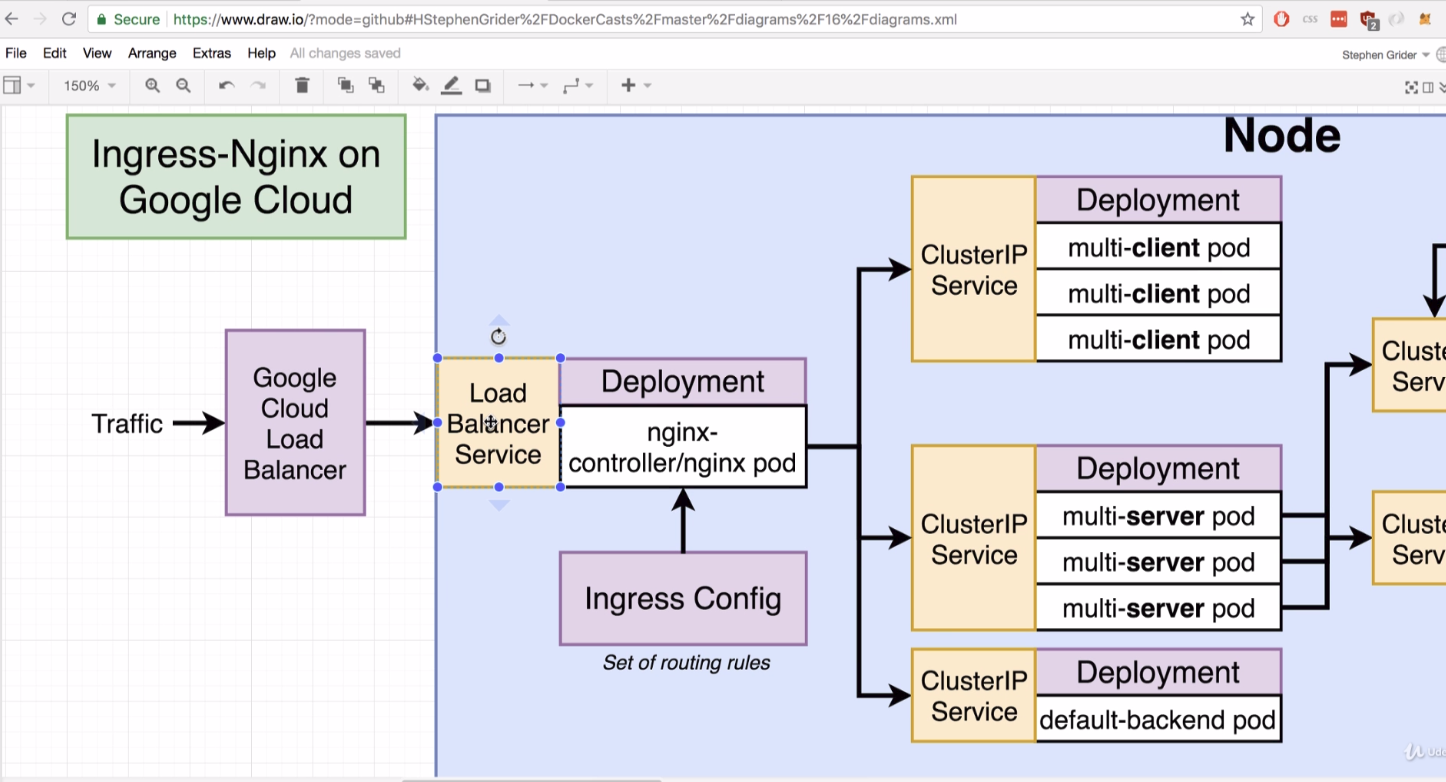 Secure https://www.draw.io/?mode=github#HStephenGrider%2FDockerCasts%2Fmaster%2Fdiagrams%2F16%2Fdiagrams.xml
css
2
File Edit View Arrange Extras Help All changes saved
Stephen Grider
150%
Ingress-Nginx on
Google Cloud
Node
Traffic
Google
Cloud
Load
Balancer
Load
Balancer
Service
Deployment
nginx-
controller/nginx pod
Ingress Config
Set of routing rules
ClusterIP
Service
Deployment
multi-client pod
multi-client pod
multi-client pod
ClusterIP
Service
Deployment
multi-server pod
multi-server pod
multi-server pod
ClusterIP
Service
Deployment
default-backend pod
Cluste
Serv
Cluste
Serv